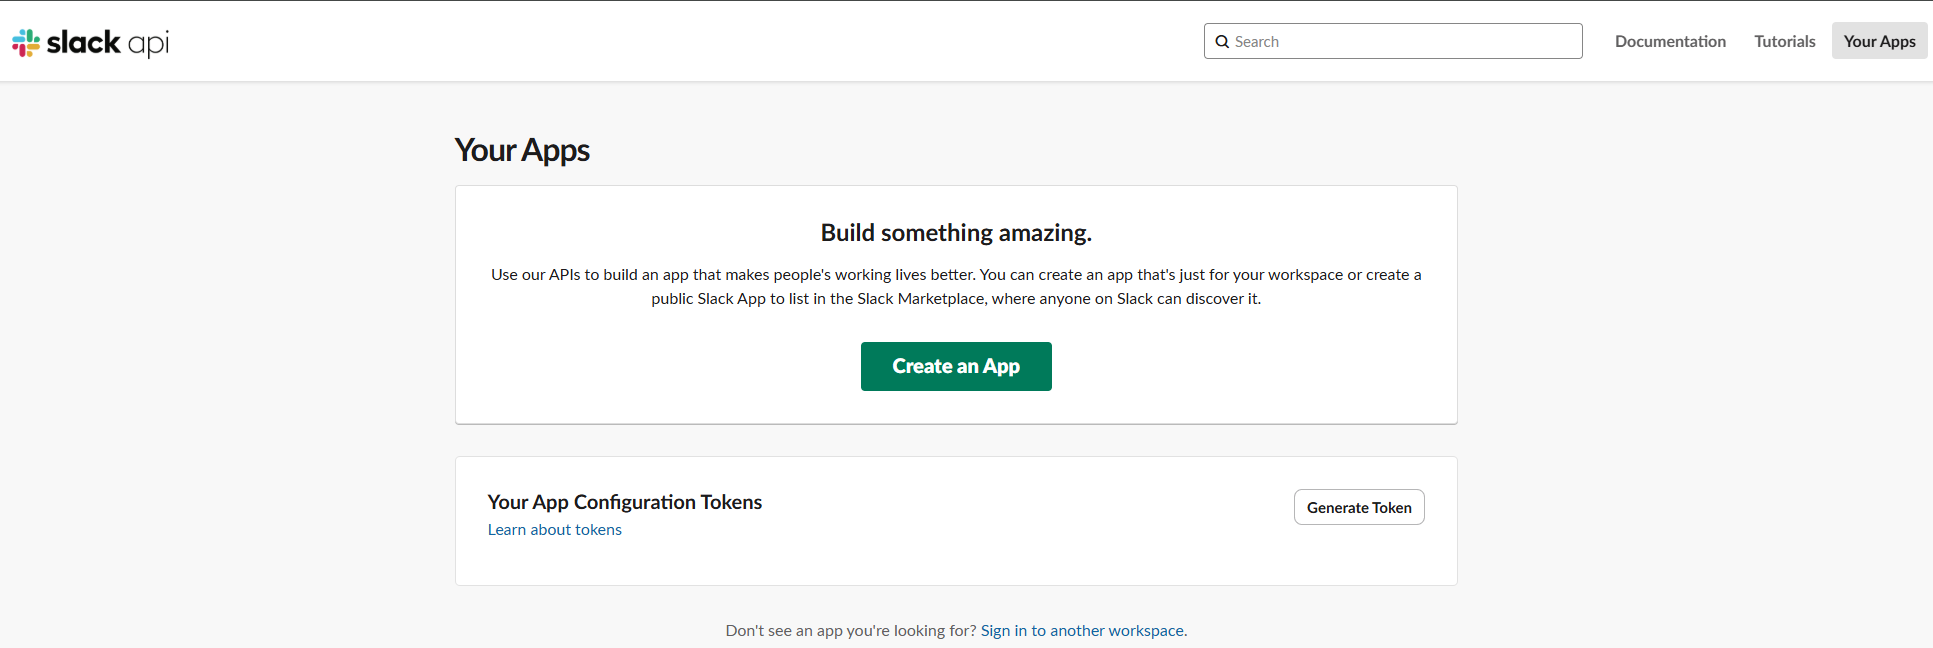 slack api
Search
Documentation
Tutorials
Your Apps
Your Apps
Build something amazing.
Use our APIs to build an app that makes people's working lives better. You can create an app that's just for your workspace or create a
public Slack App to list in the Slack Marketplace, where anyone on Slack can discover it.
Create an App
Your App Configuration Tokens
Generate Token
Learn about tokens
Don't see an app you're looking for? Sign in to another workspace.